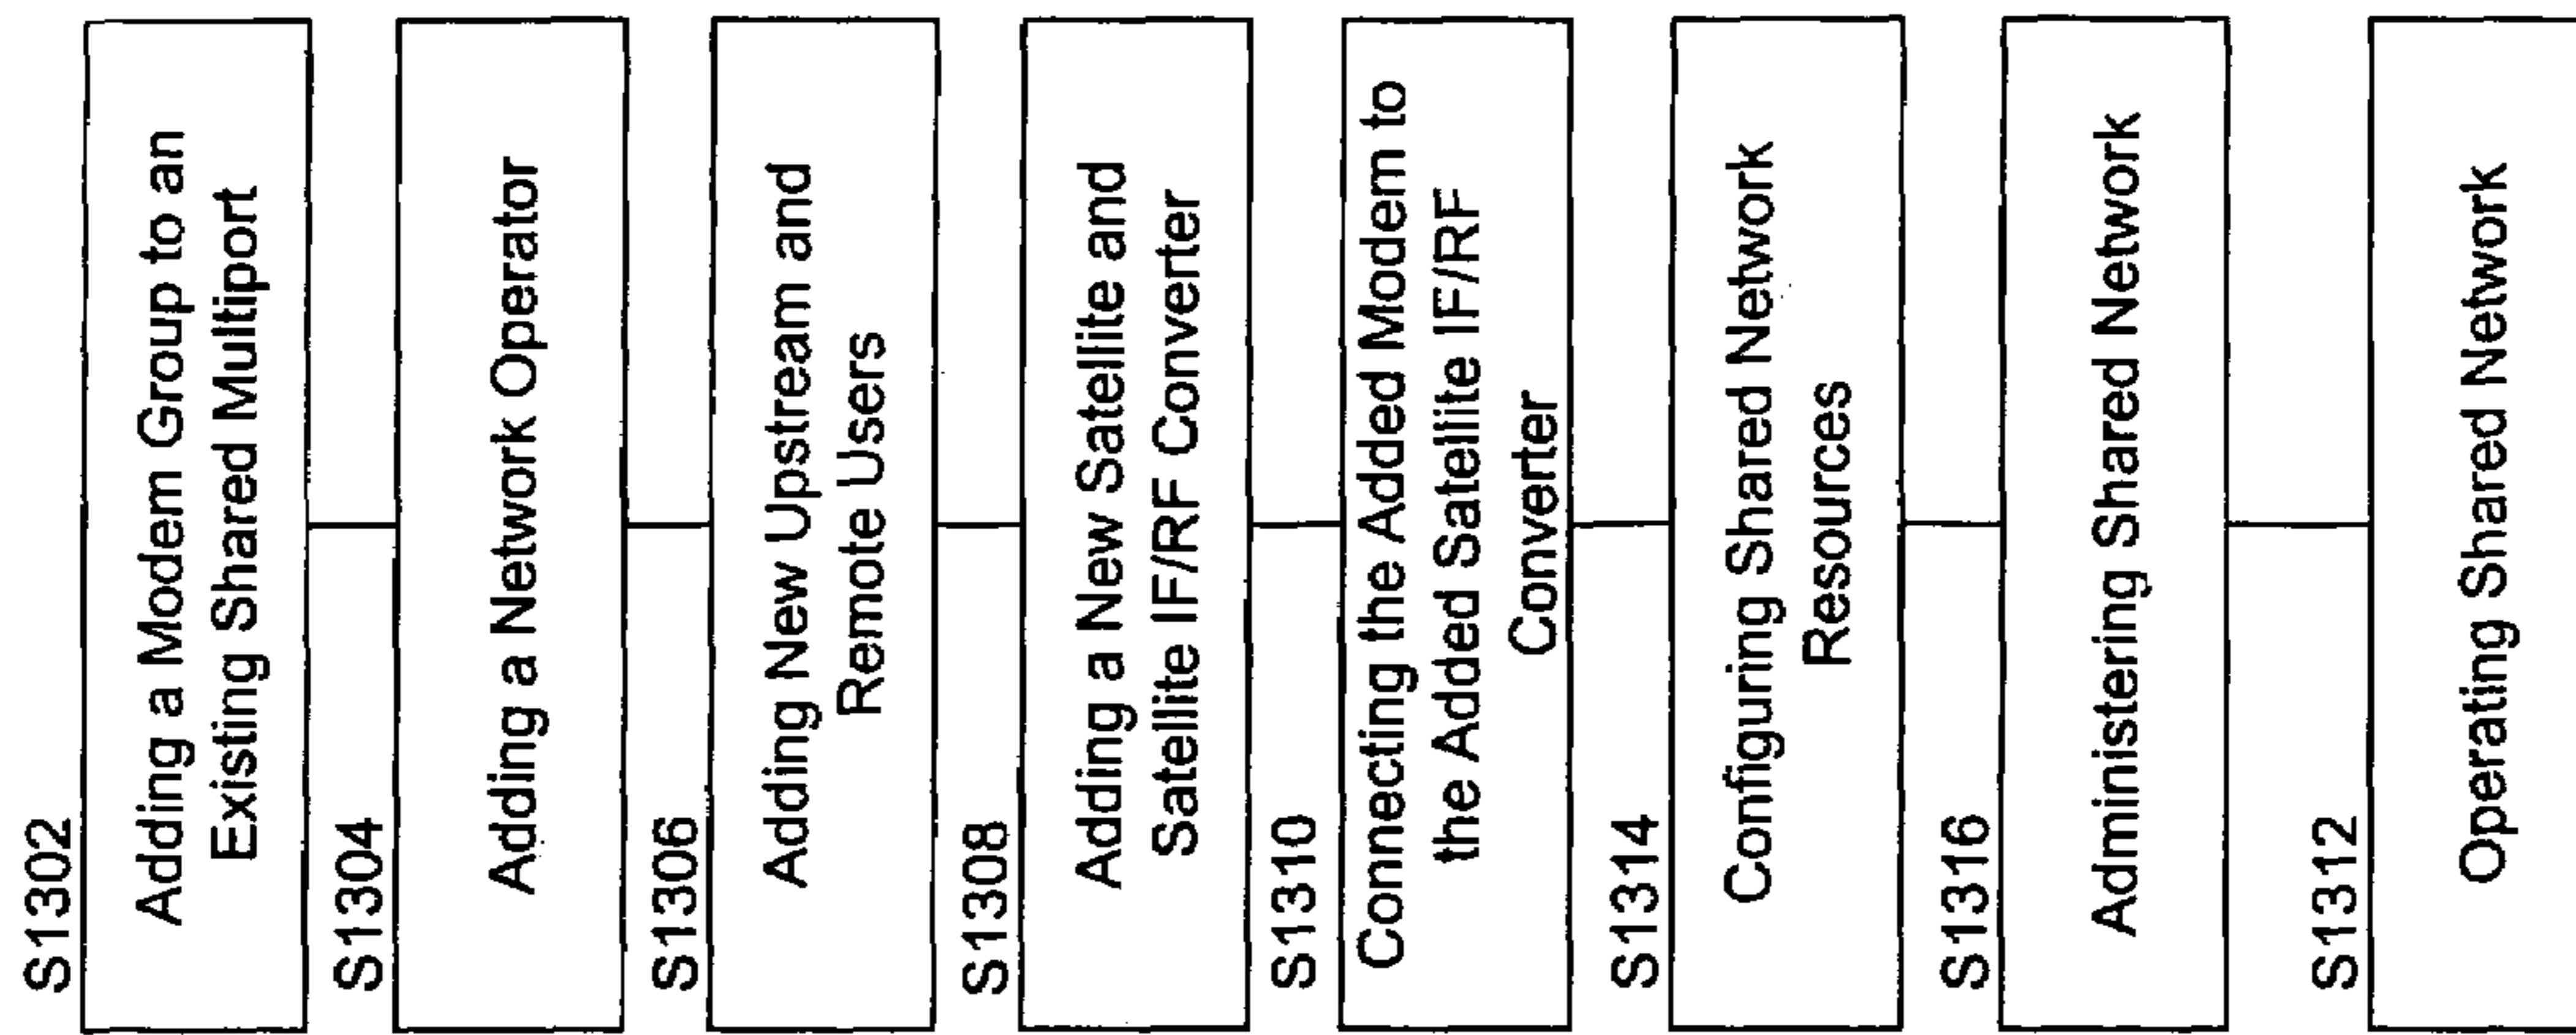 S1302
Adding a Modem Group to an
Existing Shared Multiport
S1304
Adding a Network Operator
S1306
Adding New Upstream and
Remote Users
S1308
Adding a New Satellite and
Satellite IF/RF Converter
S1310
Connecting the Added Modem to
the Added Satellite IF/RF
Converter
S1314
Configuring Shared Network
Resources
S1316
Administering Shared Network
S1312
Operating Shared Network